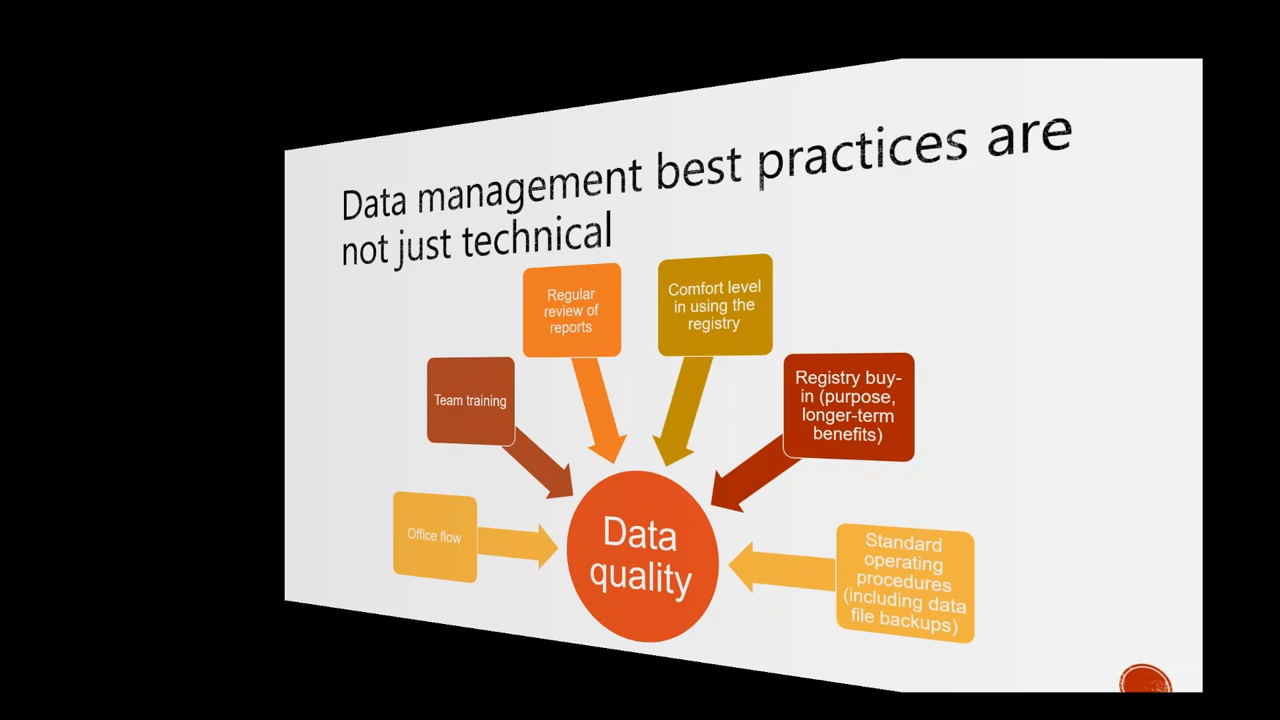 Data management best practices are
not just technical
Regular
review of
reports
Comfort level
in using the
registry
Team training
Registry buy-
in (purpose,
longer-term
benefits)
Office flow
Data
quality
Standard
operating
procedures
(including data
file backups)